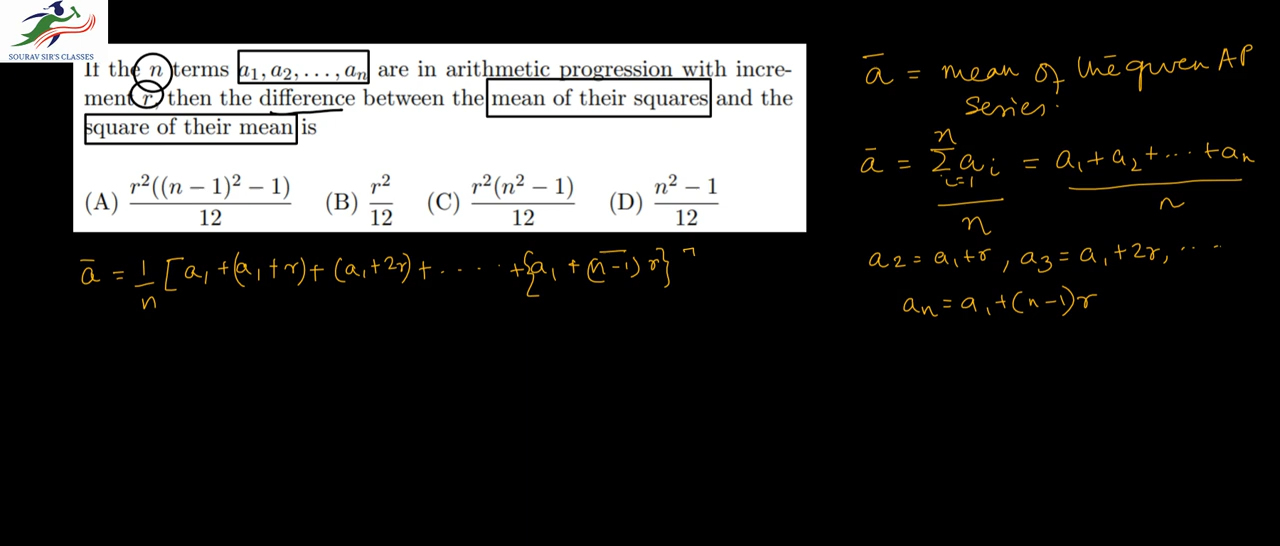 SOURAV SIR'S CLASSES
If the n terms a₁, a₂, . . . , aₙ are in arithmetic progression with incre-
ment r, then the difference between the mean of their squares and the
square of their mean is
(A) r²((n − 1)² − 1)/12 (B) r²/12 (C) r²(n² − 1)/12 (D) (n² − 1)/12
ā = 1/n [a₁ + (a₁ + r) + (a₁ + 2r) + . . . . . + {a₁ + (n−1) r}]
ā = mean of the given AP
series.
ā = ∑ᵢ₌₁ⁿ aᵢ / n = (a₁ + a₂ + ... + aₙ) / n
a₂ = a₁ + r, a₃ = a₁ + 2r, .....
aₙ = a₁ + (n−1)r